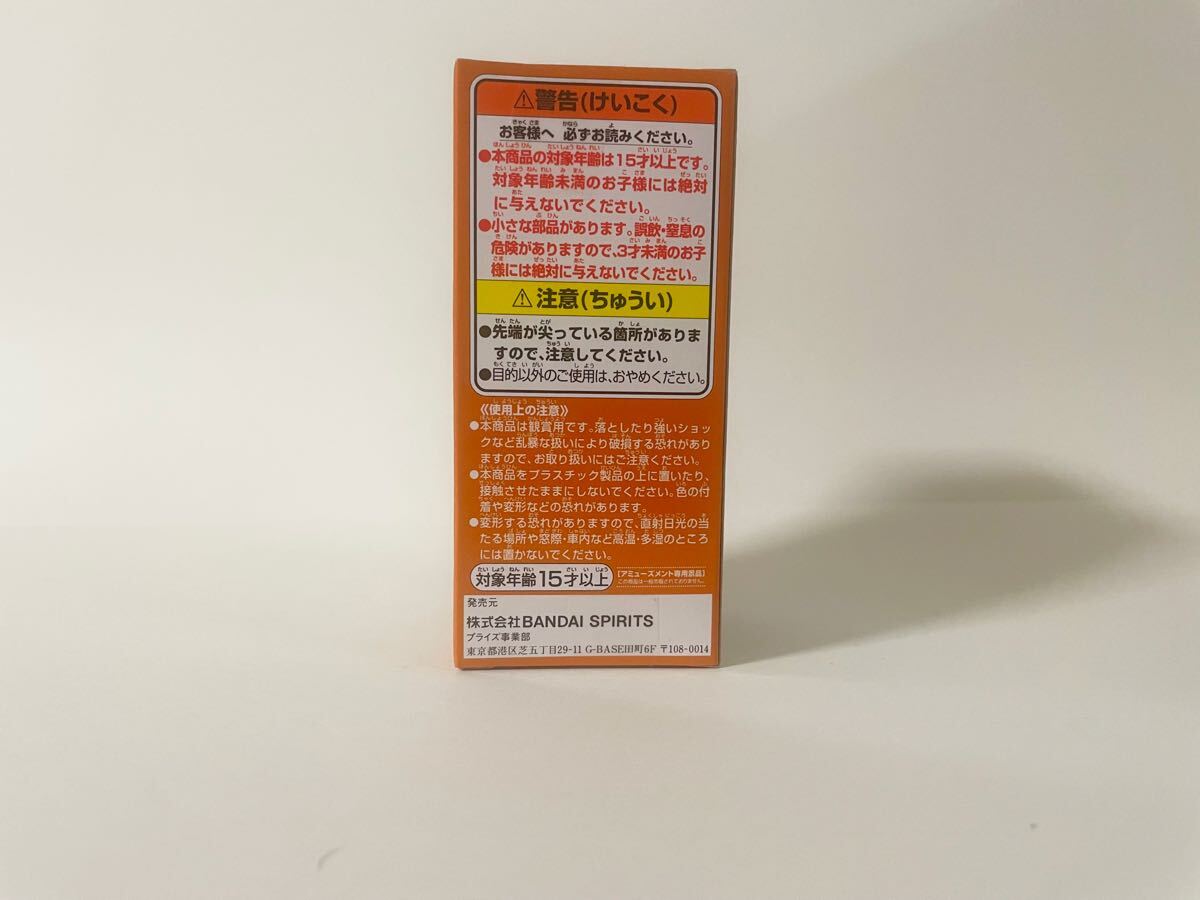 ⚠警告(けいこく)
お客様へ 必ずお読みください。
●本商品の対象年齢は15才以上です。
対象年齢未満のお子様には絶対
に与えないでください。
●小さな部品があります。誤飲・窒息の
危険がありますので、3才未満のお子
様には絶対に与えないでください。
⚠注意(ちゅうい)
●先端が尖っている箇所がありま
すので、注意してください。
●目的以外のご使用は、おやめください。
《使用上の注意》
●本商品は観賞用です。落としたり強いショッ
クなど乱暴な扱いにより破損する恐れがあり
ますので、お取り扱いにはご注意ください。
●本商品をプラスチック製品の上に置いたり、
接触させたままにしないでください。色の付
着や変形などの恐れがあります。
●変形する恐れがありますので、直射日光の当
たる場所や窓際・車内など高温・多湿のところ
には置かないでください。
対象年齢15才以上
【アミューズメント専用景品】
この商品は一般市販されておりません。
発売元
株式会社BANDAI SPIRITS
プライズ事業部
東京都港区芝五丁目29-11 G-BASE田町6F 〒108-0014